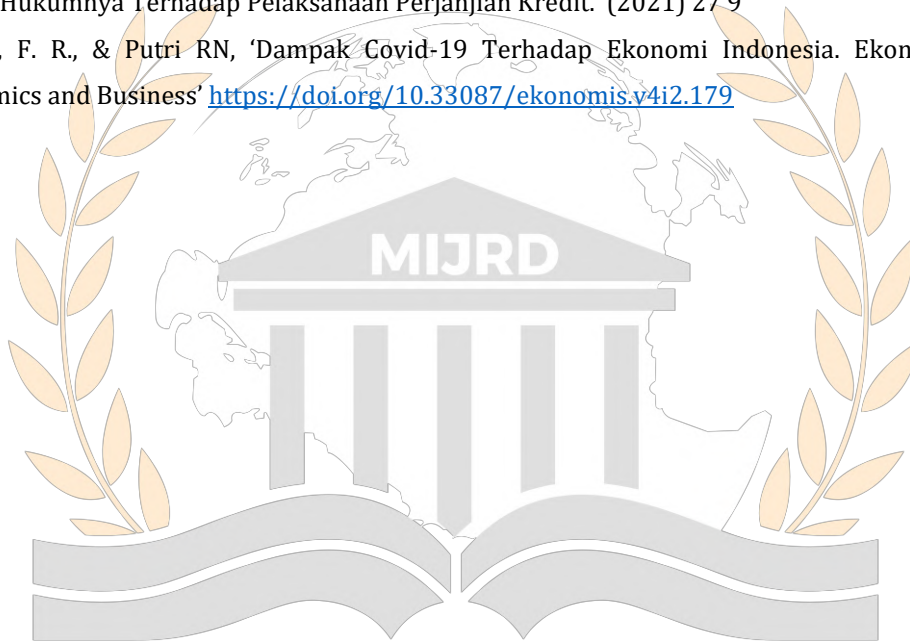 Hukumnya Terhadap Pelaksanaan Perjanjian Kredit.’ (2021) 27 9
, F. R., & Putri RN, ‘Dampak Covid-19 Terhadap Ekonomi Indonesia. Ekon
mics and Business’ https://doi.org/10.33087/ekonomis.v4i2.179
MIJRD